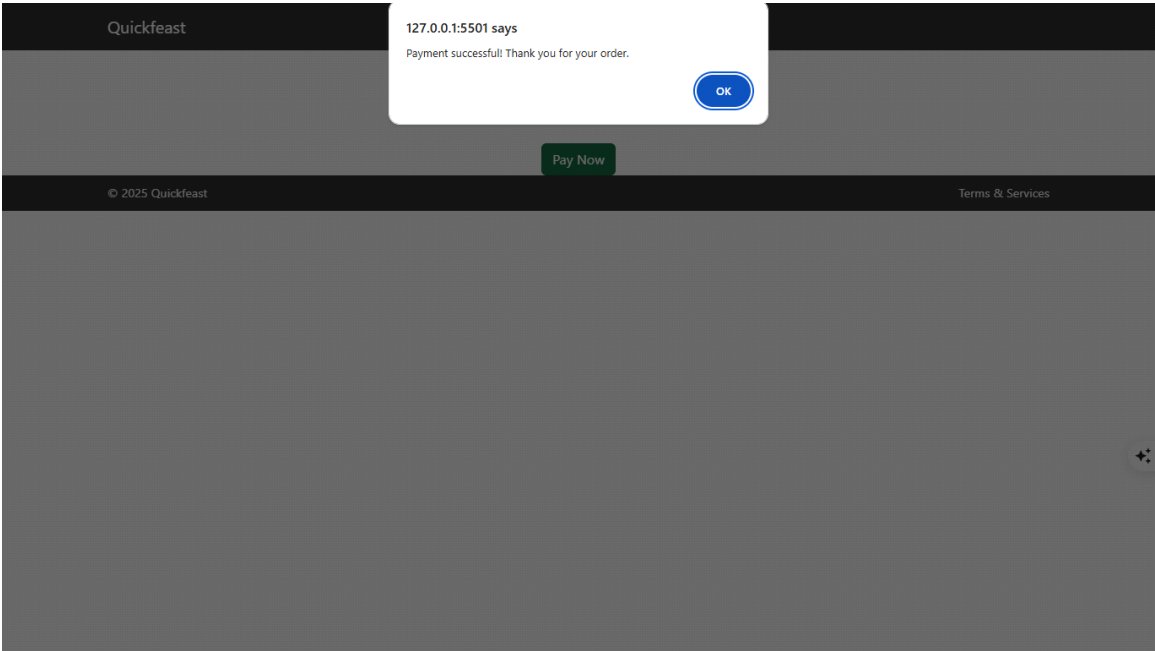 Quickfeast
127.0.0.1:5501 says
Payment successful! Thank you for your order.
OK
Pay Now
© 2025 Quickfeast
Terms & Services